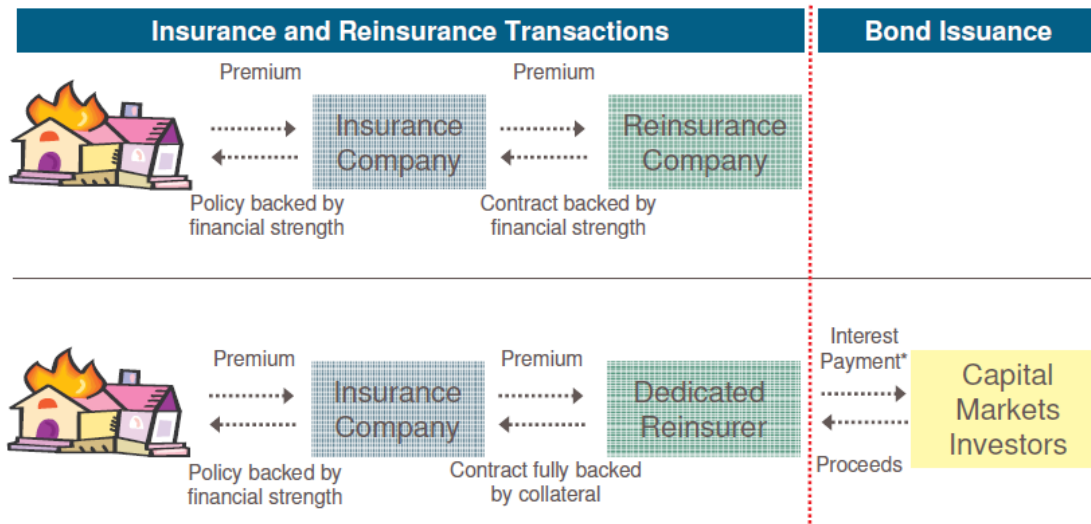 Insurance and Reinsurance Transactions
Bond Issuance
Premium
Premium
Insurance
Company
Reinsurance
Company
Policy backed by
financial strength
Contract backed by
financial strength
Premium
Premium
Interest
Payment*
Insurance
Company
Dedicated
Reinsurer
Capital
Markets
Investors
Policy backed by
financial strength
Contract fully backed
by collateral
Proceeds